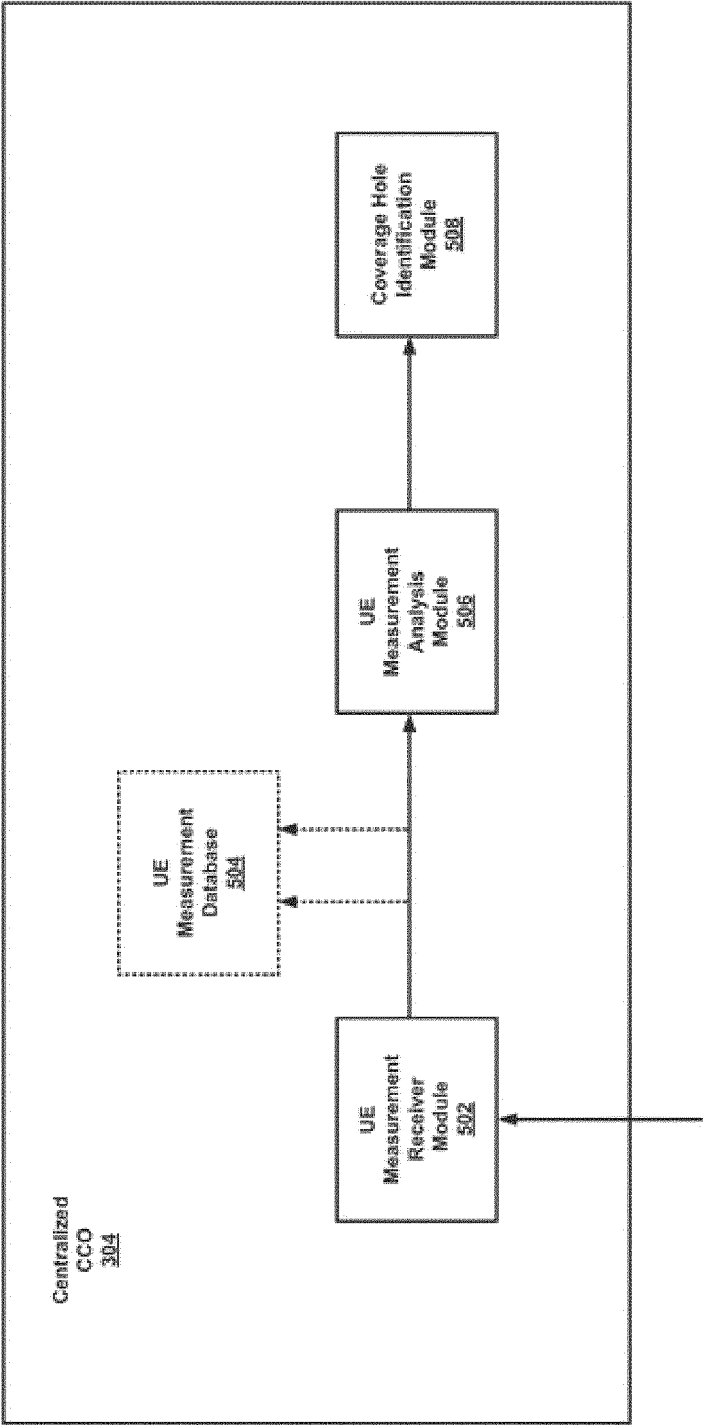 Centralized
CCO
304
UE
Measurement
Database
504
UE
Measurement
Receiver
Module
502
UE
Measurement
Analysis
Module
506
Coverage Hole
Identification
Module
508